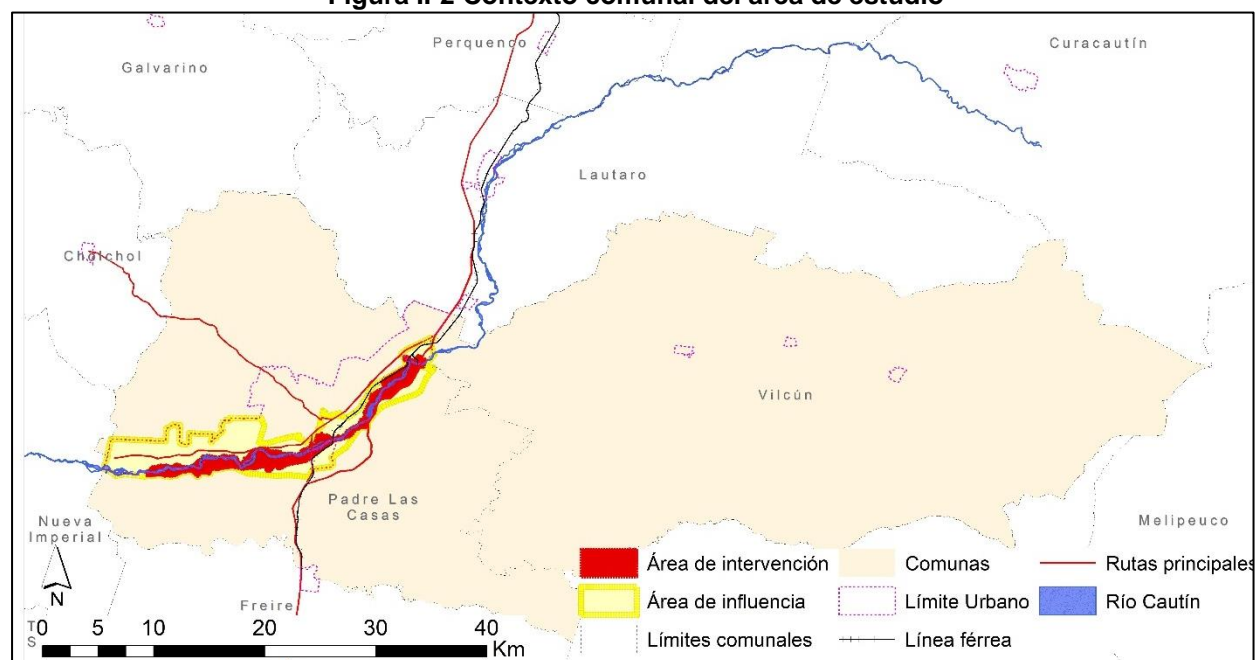 Figura II-2 Contexto comunal del área de estudio
Perquenco
Curacautín
Galvarino
Lautaro
Cholchol
Vilcún
Padre Las
Casas
Nueva
Imperial
Melipeuco
Freire
N
T
S
0 5 10 20 30 40
Km
Área de intervención
Comunas
Rutas principales
Área de influencia
Límite Urbano
Río Cautín
Límites comunales
Línea férrea